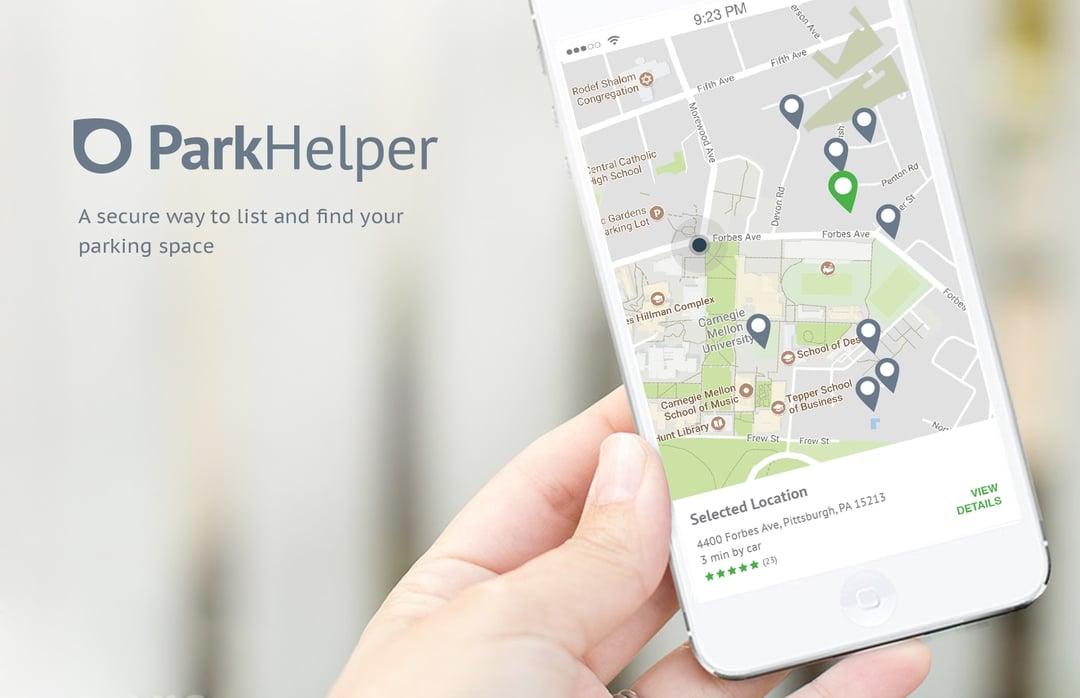 ParkHelper
A secure way to list and find your
parking space
9:23 PM
Fifth Ave
Fifth Ave
Rodef Shalom
Congregation
Morewood Ave
Central Catholic
High School
Gardens
Parking Lot
Devon Rd
Penton Rd
Forbes Ave
Forbes Ave
Forbes
Hillman Complex
Carnegie
Mellon
University
School of Des
Carnegie Mellon
School of Music
Tepper School
of Business
Hunt Library
Frew St
Frew St
Selected Location
4400 Forbes Ave, Pittsburgh, PA 15213
3 min by car
(23)
VIEW
DETAILS